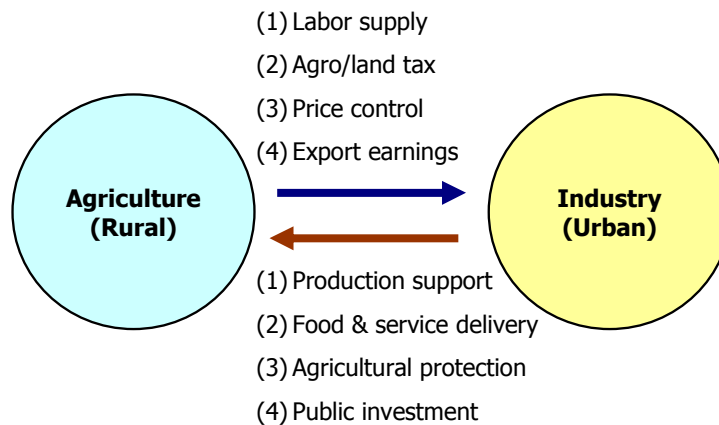 (1) Labor supply
(2) Agro/land tax
(3) Price control
(4) Export earnings
Agriculture
(Rural)
Industry
(Urban)
(1) Production support
(2) Food & service delivery
(3) Agricultural protection
(4) Public investment